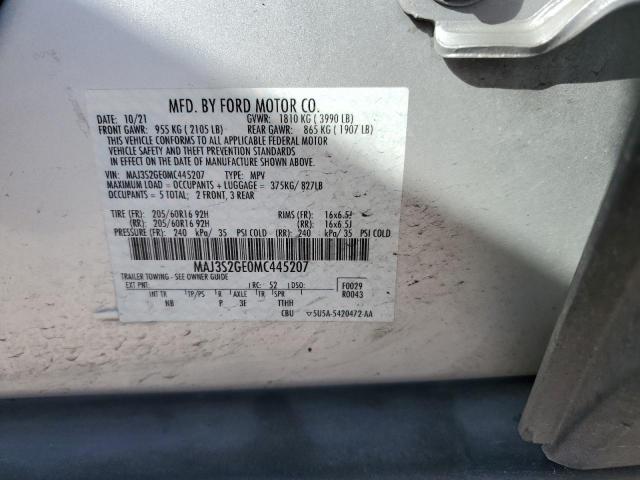 MFD. BY FORD MOTOR CO.
DATE: 10/21 GVWR: 1810 KG ( 3990 LB)
FRONT GAWR: 955 KG ( 2105 LB) REAR GAWR: 865 KG ( 1907 LB)
THIS VEHICLE CONFORMS TO ALL APPLICABLE FEDERAL MOTOR
VEHICLE SAFETY AND THEFT PREVENTION STANDARDS
IN EFFECT ON THE DATE OF MANUFACTURE SHOWN ABOVE.
VIN: MAJ3S2GE0MC445207 TYPE: MPV
MAXIMUM LOAD = OCCUPANTS + LUGGAGE = 375KG/827LB
OCCUPANTS = 5 TOTAL; 2 FRONT, 3 REAR
TIRE (FR): 205/60R16 92H RIMS (FR): 16x6.5J
(RR): 205/60R16 92H (RR): 16x6.5J
PRESSURE (FR): 240 kPa/ 35 PSI COLD (RR): 240 kPa/ 35 PSI COLD
MAJ3S2GE0MC445207
TRAILER TOWING - SEE OWNER GUIDE
EXT PNT: RC: 52 DSO: F0029
R0043
INT TR TP/PS R AXLE TR SPR
NB P 3E TTHH
CBU ▽5U5A-5420472-AA